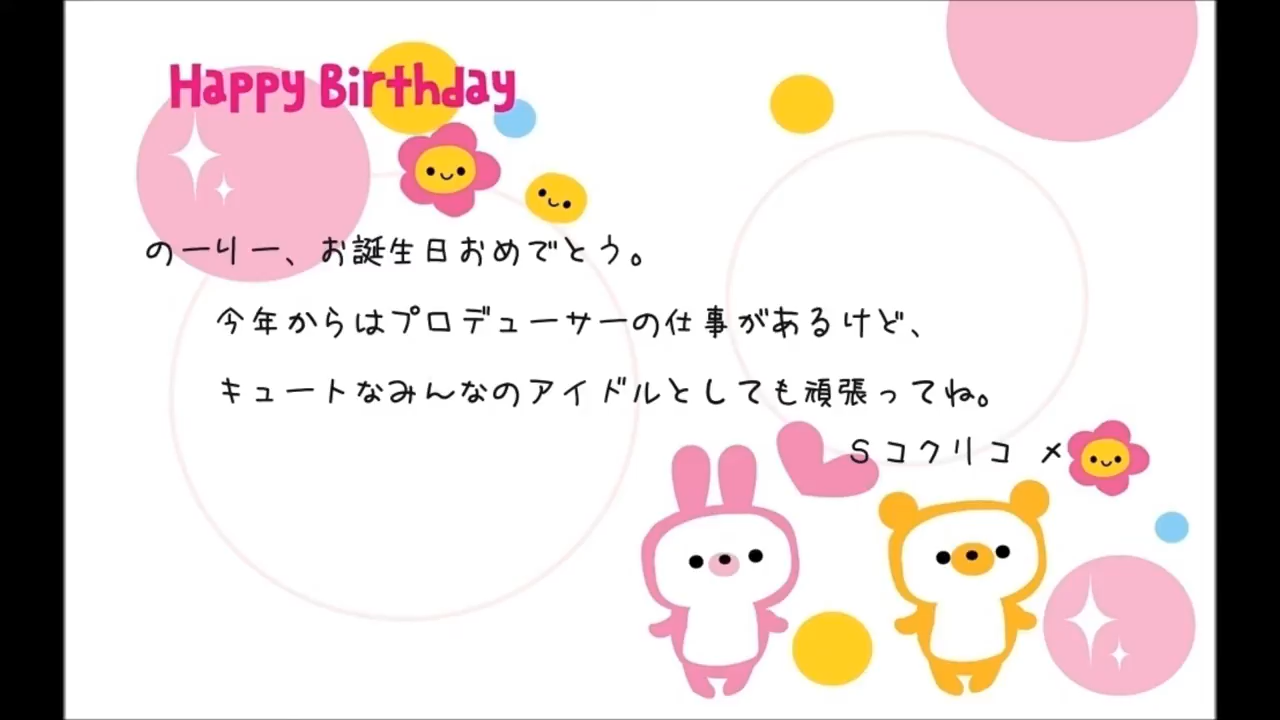 Happy Birthday
のーりー、お誕生日おめでとう。
今年からはプロデューサーの仕事があるけど、
キュートなみんなのアイドルとしても頑張ってね。
Sコクリコ メ